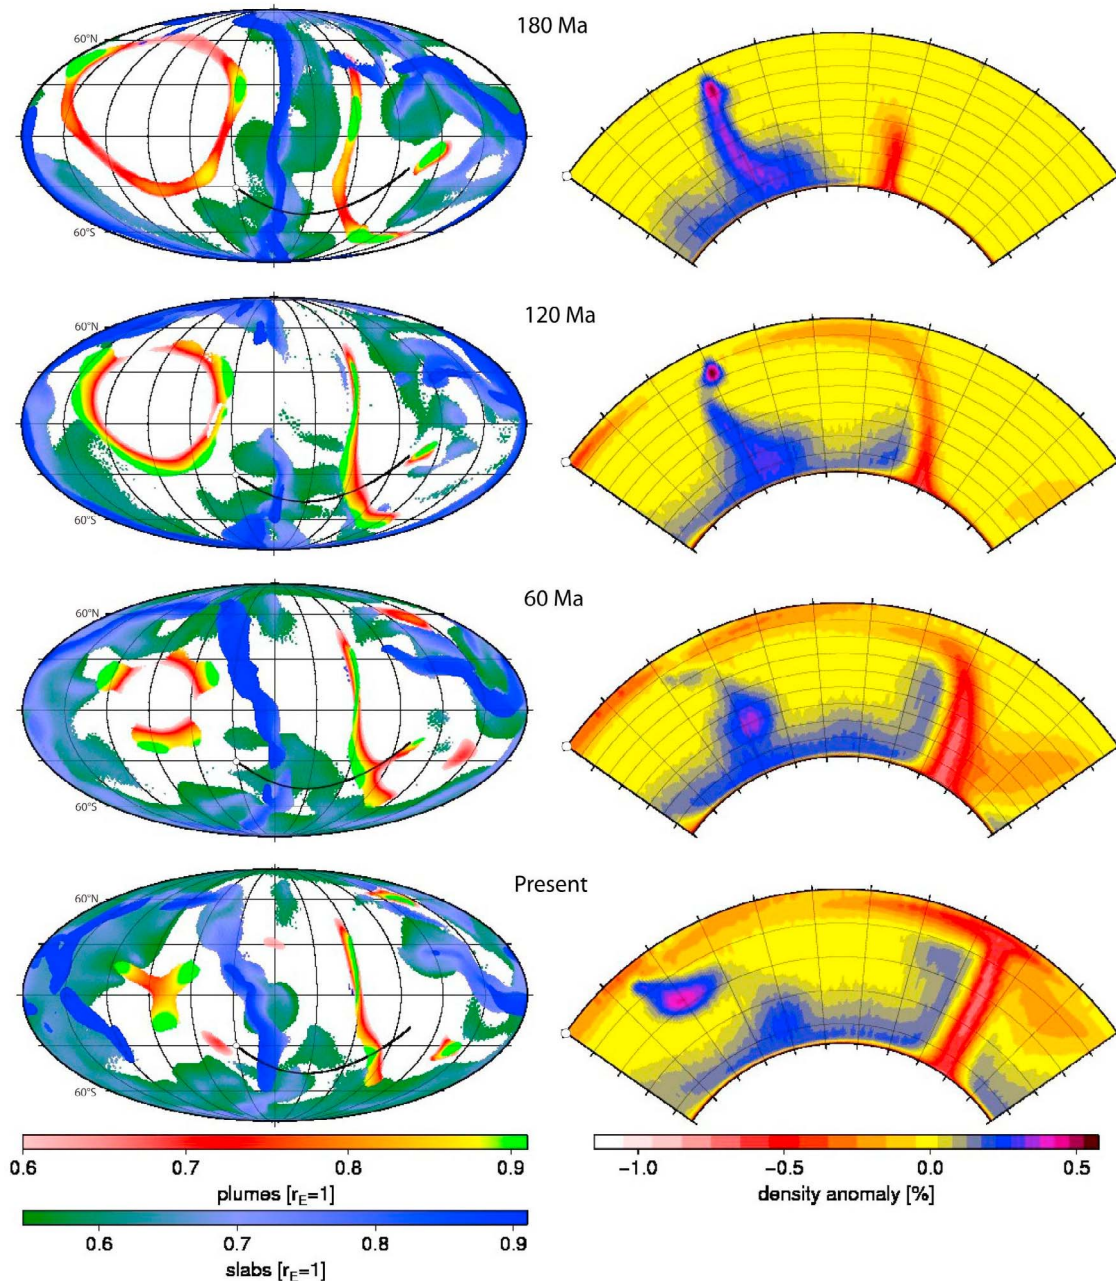 180 Ma
60°N
60°S
120 Ma
60°N
60°S
60 Ma
60°N
60°S
Present
60°N
60°S
0.6 0.7 0.8 0.9
plumes [rE=1]
−1.0 −0.5 0.0 0.5
density anomaly [%]
0.6 0.7 0.8 0.9
slabs [rE=1]